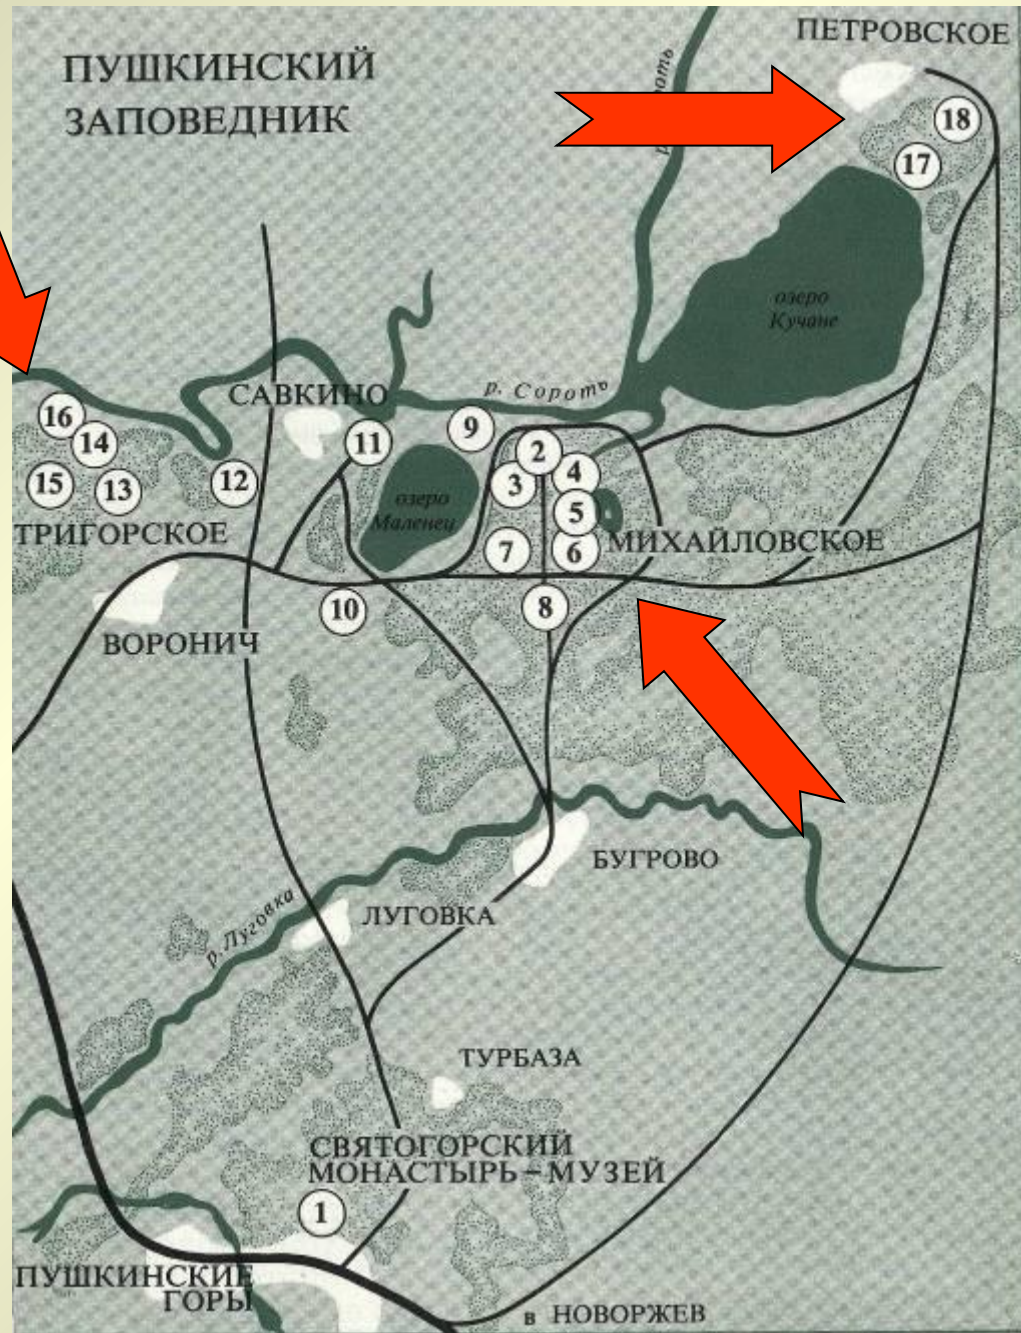 ПУШКИНСКИЙ
ЗАПОВЕДНИК
ПЕТРОВСКОЕ
18
17
озеро
Кучане
р. Сороть
САВКИНО
16
14
15
13
12
11
9
2
3
4
5
6
7
озеро
Маленец
ТРИГОРСКОЕ
МИХАЙЛОВСКОЕ
10
8
ВОРОНИЧ
БУГРОВО
ЛУГОВКА
р. Луговка
ТУРБАЗА
СВЯТОГОРСКИЙ
МОНАСТЫРЬ – МУЗЕЙ
1
ПУШКИНСКИЕ
ГОРЫ
в НОВОРЖЕВ